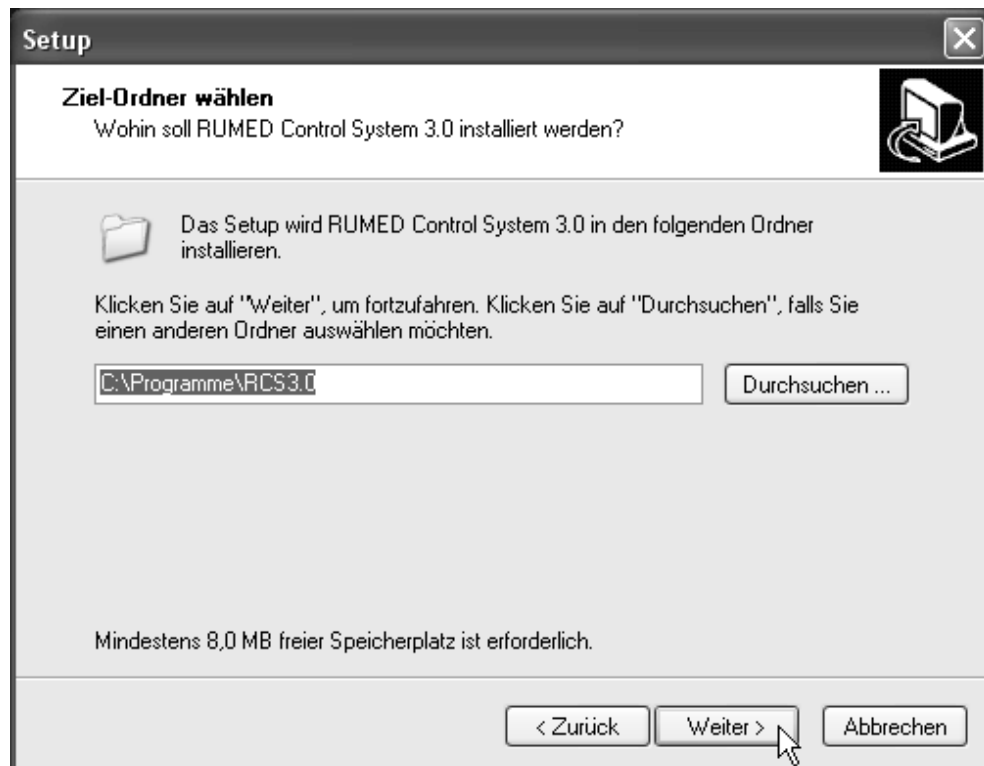 Setup
Ziel-Ordner wählen
Wohin soll RUMED Control System 3.0 installiert werden?
Das Setup wird RUMED Control System 3.0 in den folgenden Ordner
installieren.
Klicken Sie auf "Weiter", um fortzufahren. Klicken Sie auf "Durchsuchen", falls Sie
einen anderen Ordner auswählen möchten.
C:\Programme\RCS3.0
Durchsuchen ...
Mindestens 8,0 MB freier Speicherplatz ist erforderlich.
< Zurück Weiter > Abbrechen